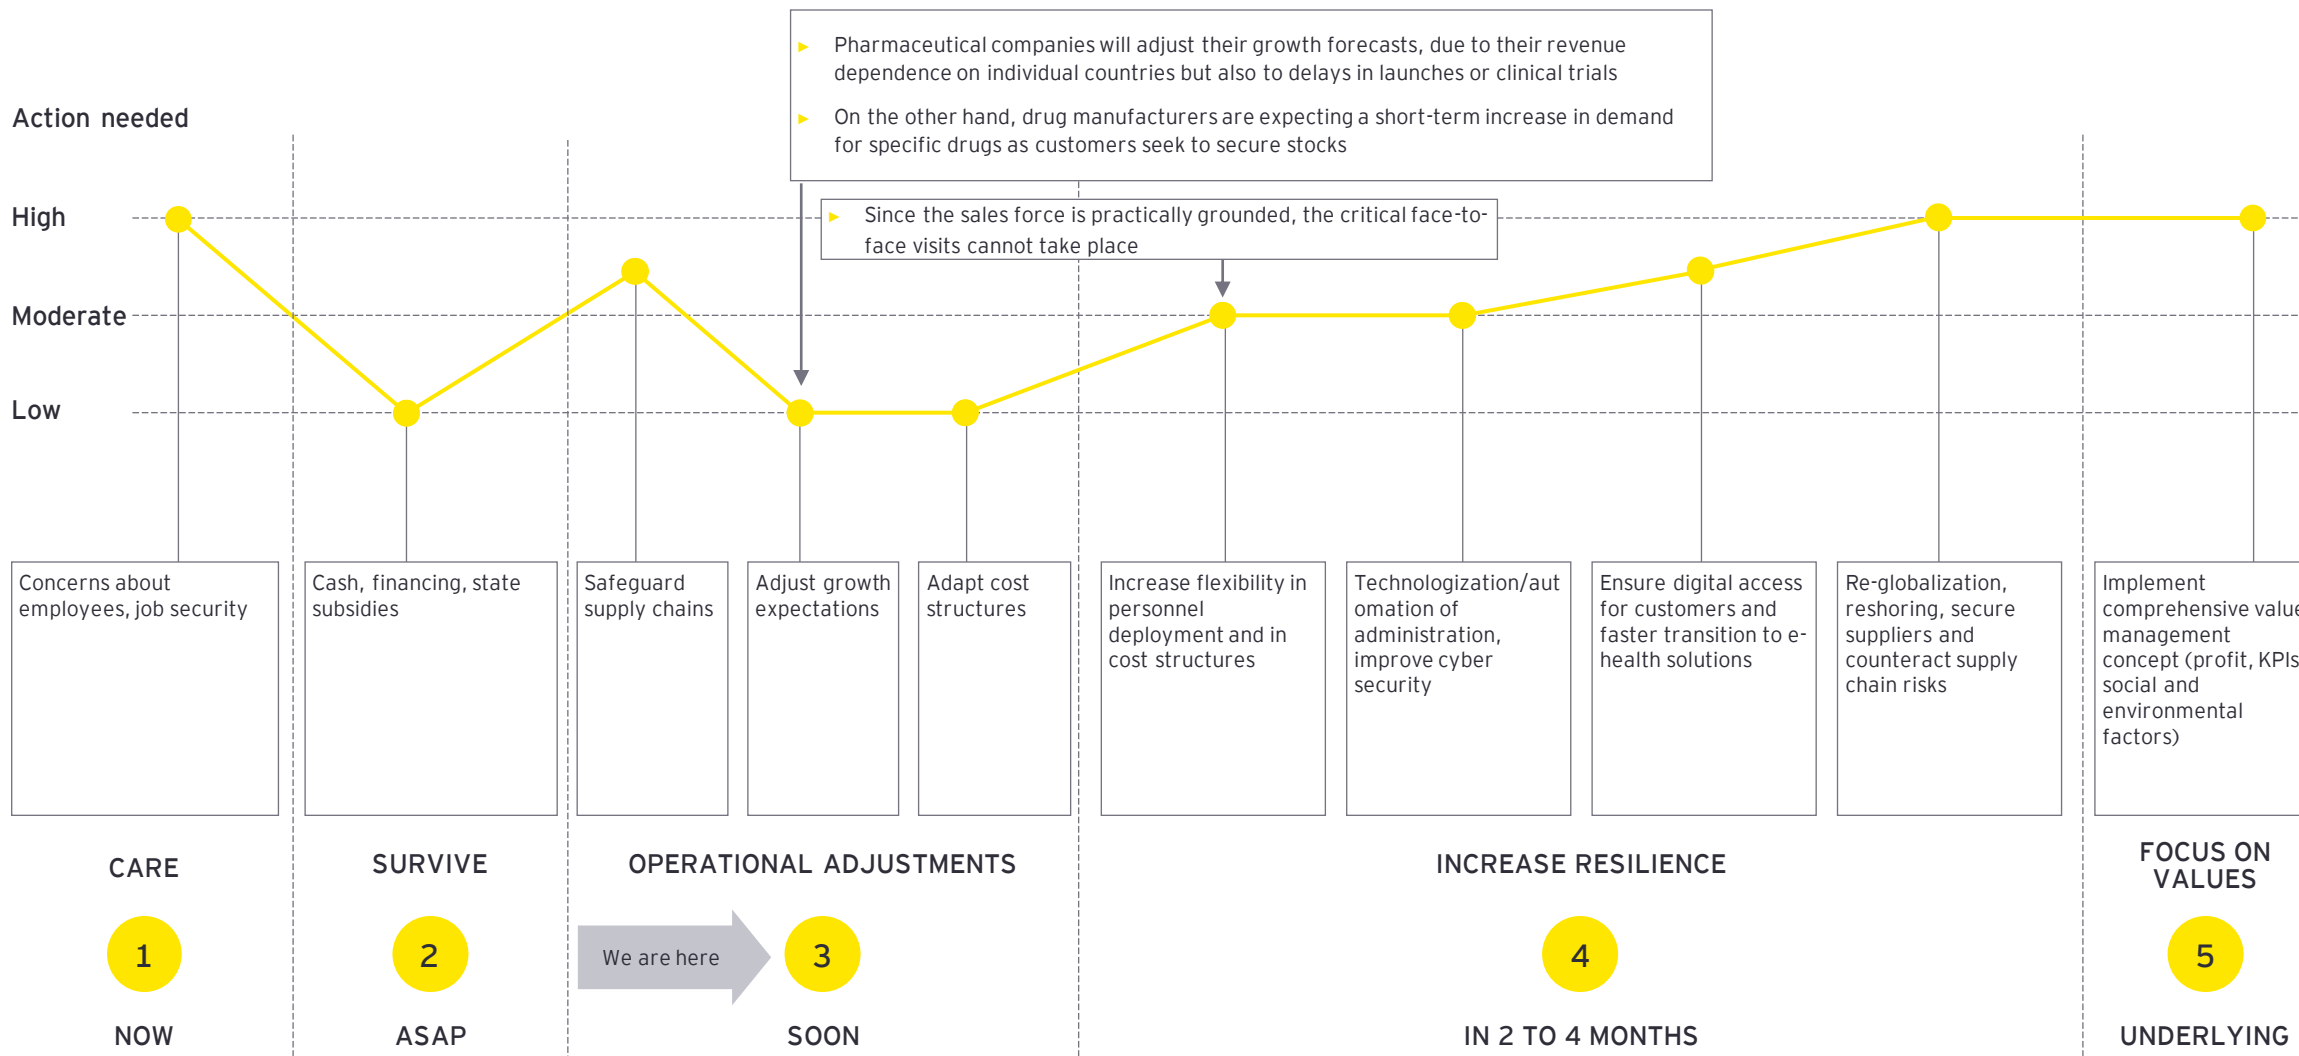 ► Pharmaceutical companies will adjust their growth forecasts, due to their revenue
dependence on individual countries but also to delays in launches or clinical trials
► On the other hand, drug manufacturers are expecting a short-term increase in demand
for specific drugs as customers seek to secure stocks
Action needed
High
► Since the sales force is practically grounded, the critical face-to-
face visits cannot take place
Moderate
Low
Concerns about
employees, job security
Cash, financing, state
subsidies
Safeguard
supply chains
Adjust growth
expectations
Adapt cost
structures
Increase flexibility in
personnel
deployment and in
cost structures
Technologization/aut
omation of
administration,
improve cyber
security
Ensure digital access
for customers and
faster transition to e-
health solutions
Re-globalization,
reshoring, secure
suppliers and
counteract supply
chain risks
Implement
comprehensive value
management
concept (profit, KPIs
social and
environmental
factors)
CARE
SURVIVE
OPERATIONAL ADJUSTMENTS
INCREASE RESILIENCE
FOCUS ON
VALUES
1
2
We are here
3
4
5
NOW
ASAP
SOON
IN 2 TO 4 MONTHS
UNDERLYING